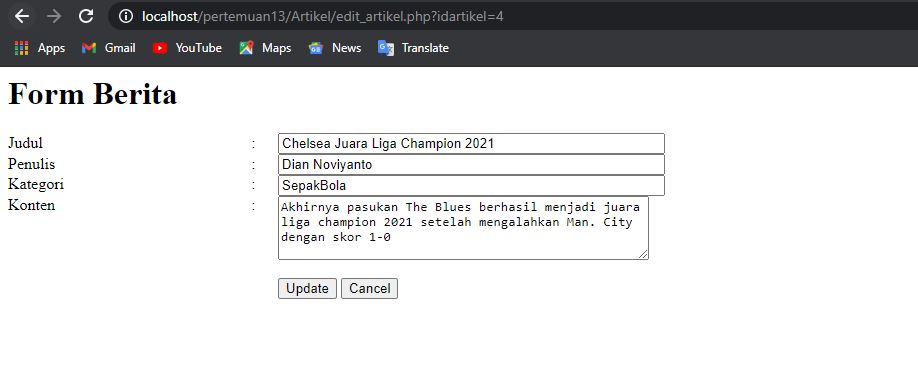 localhost/pertemuan13/Artikel/edit_artikel.php?idartikel=4
Apps Gmail YouTube Maps News Translate
Form Berita
Judul : Chelsea Juara Liga Champion 2021
Penulis : Dian Noviyanto
Kategori : SepakBola
Konten : Akhirnya pasukan The Blues berhasil menjadi juara
liga champion 2021 setelah mengalahkan Man. City
dengan skor 1-0
Update Cancel